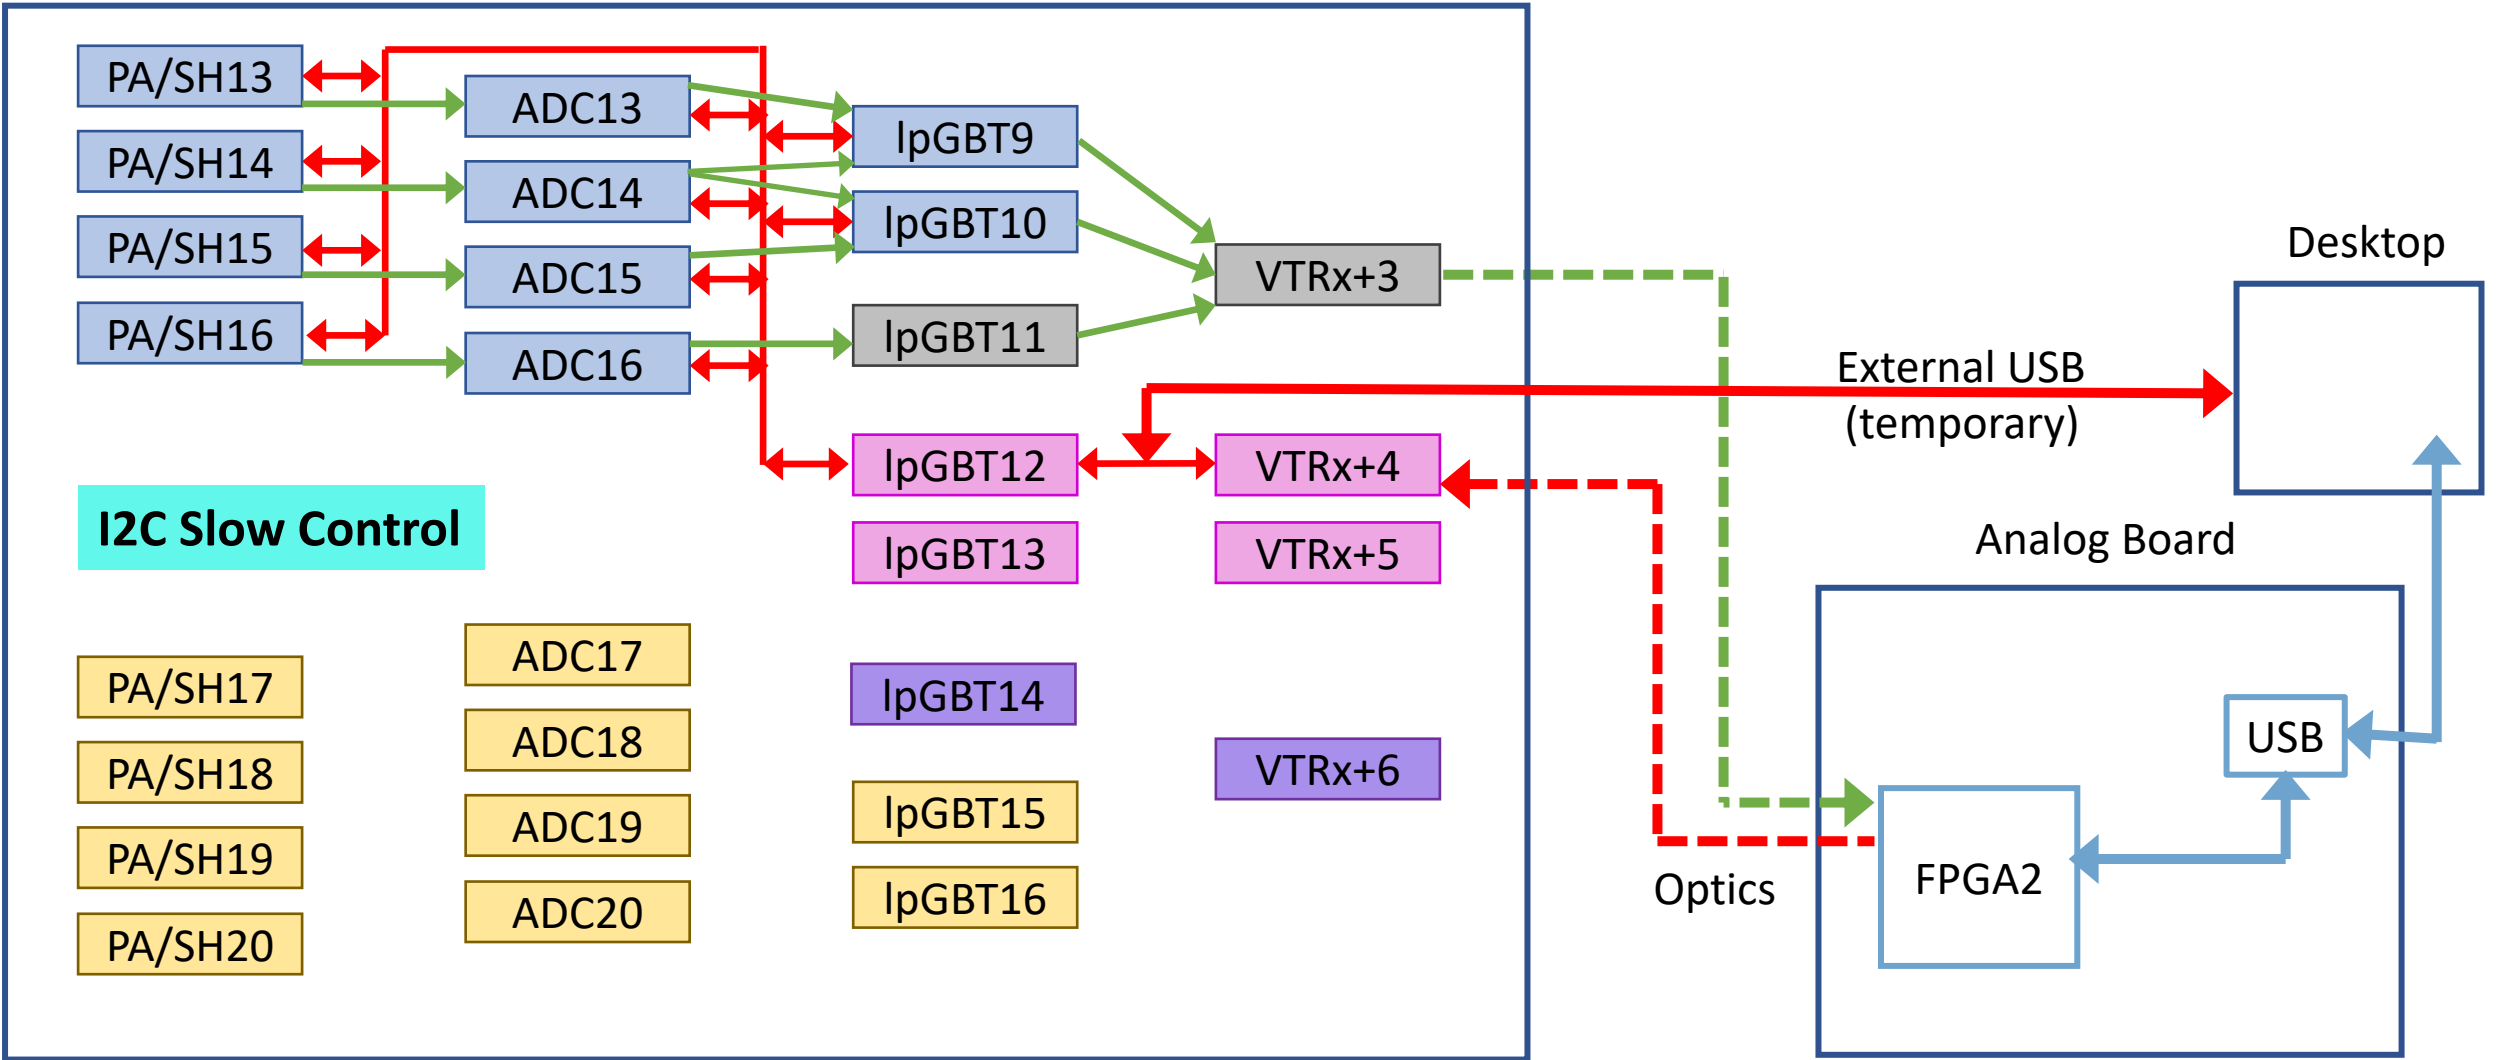 PA/SH13
PA/SH14
PA/SH15
PA/SH16
ADC13
ADC14
ADC15
ADC16
lpGBT9
lpGBT10
lpGBT11
lpGBT12
lpGBT13
VTRx+3
VTRx+4
VTRx+5
I2C Slow Control
PA/SH17
PA/SH18
PA/SH19
PA/SH20
ADC17
ADC18
ADC19
ADC20
lpGBT14
lpGBT15
lpGBT16
VTRx+6
Desktop
External USB
(temporary)
Analog Board
USB
FPGA2
Optics